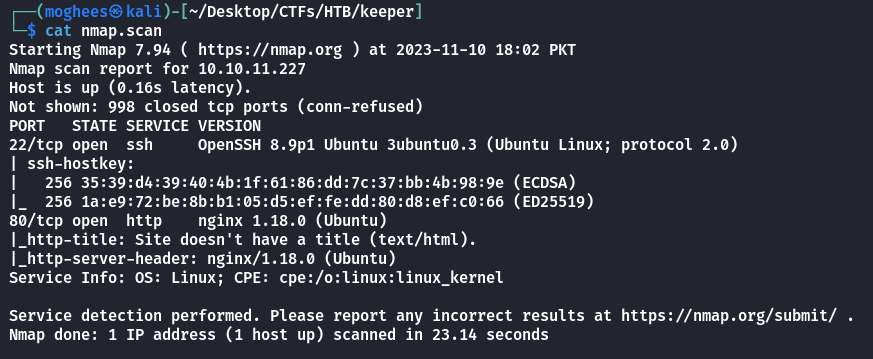 ┌──(moghees㉿kali)-[~/Desktop/CTFs/HTB/keeper]
└─$ cat nmap.scan
Starting Nmap 7.94 ( https://nmap.org ) at 2023-11-10 18:02 PKT
Nmap scan report for 10.10.11.227
Host is up (0.16s latency).
Not shown: 998 closed tcp ports (conn-refused)
PORT   STATE SERVICE VERSION
22/tcp open  ssh     OpenSSH 8.9p1 Ubuntu 3ubuntu0.3 (Ubuntu Linux; protocol 2.0)
| ssh-hostkey:
|   256 35:39:d4:39:40:4b:1f:61:86:dd:7c:37:bb:4b:98:9e (ECDSA)
|_  256 1a:e9:72:be:8b:b1:05:d5:ef:fe:dd:80:d8:ef:c0:66 (ED25519)
80/tcp open  http    nginx 1.18.0 (Ubuntu)
|_http-title: Site doesn't have a title (text/html).
|_http-server-header: nginx/1.18.0 (Ubuntu)
Service Info: OS: Linux; CPE: cpe:/o:linux:linux_kernel

Service detection performed. Please report any incorrect results at https://nmap.org/submit/ .
Nmap done: 1 IP address (1 host up) scanned in 23.14 seconds